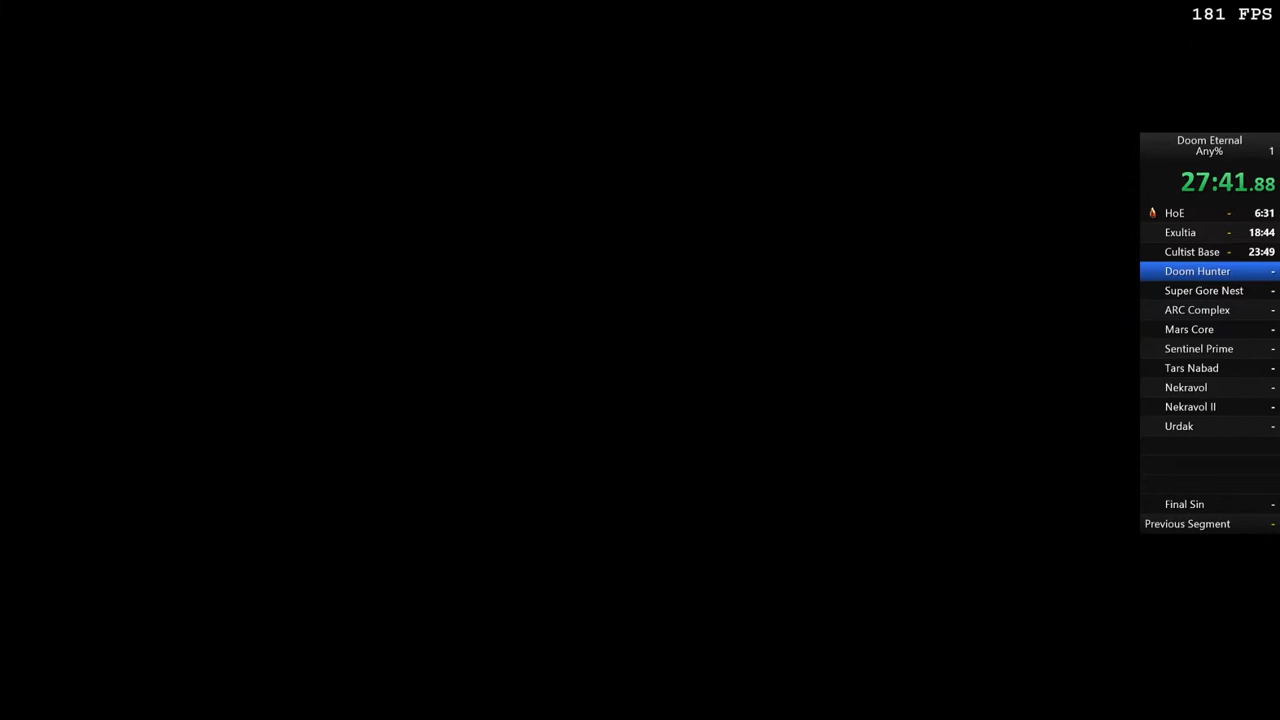 181 FPS
Doom Eternal
Any% 1
27:41.88
HoE - 6:31
Exultia - 18:44
Cultist Base - 23:49
Doom Hunter -
Super Gore Nest -
ARC Complex -
Mars Core -
Sentinel Prime -
Tars Nabad -
Nekravol -
Nekravol II -
Urdak -
Final Sin -
Previous Segment -